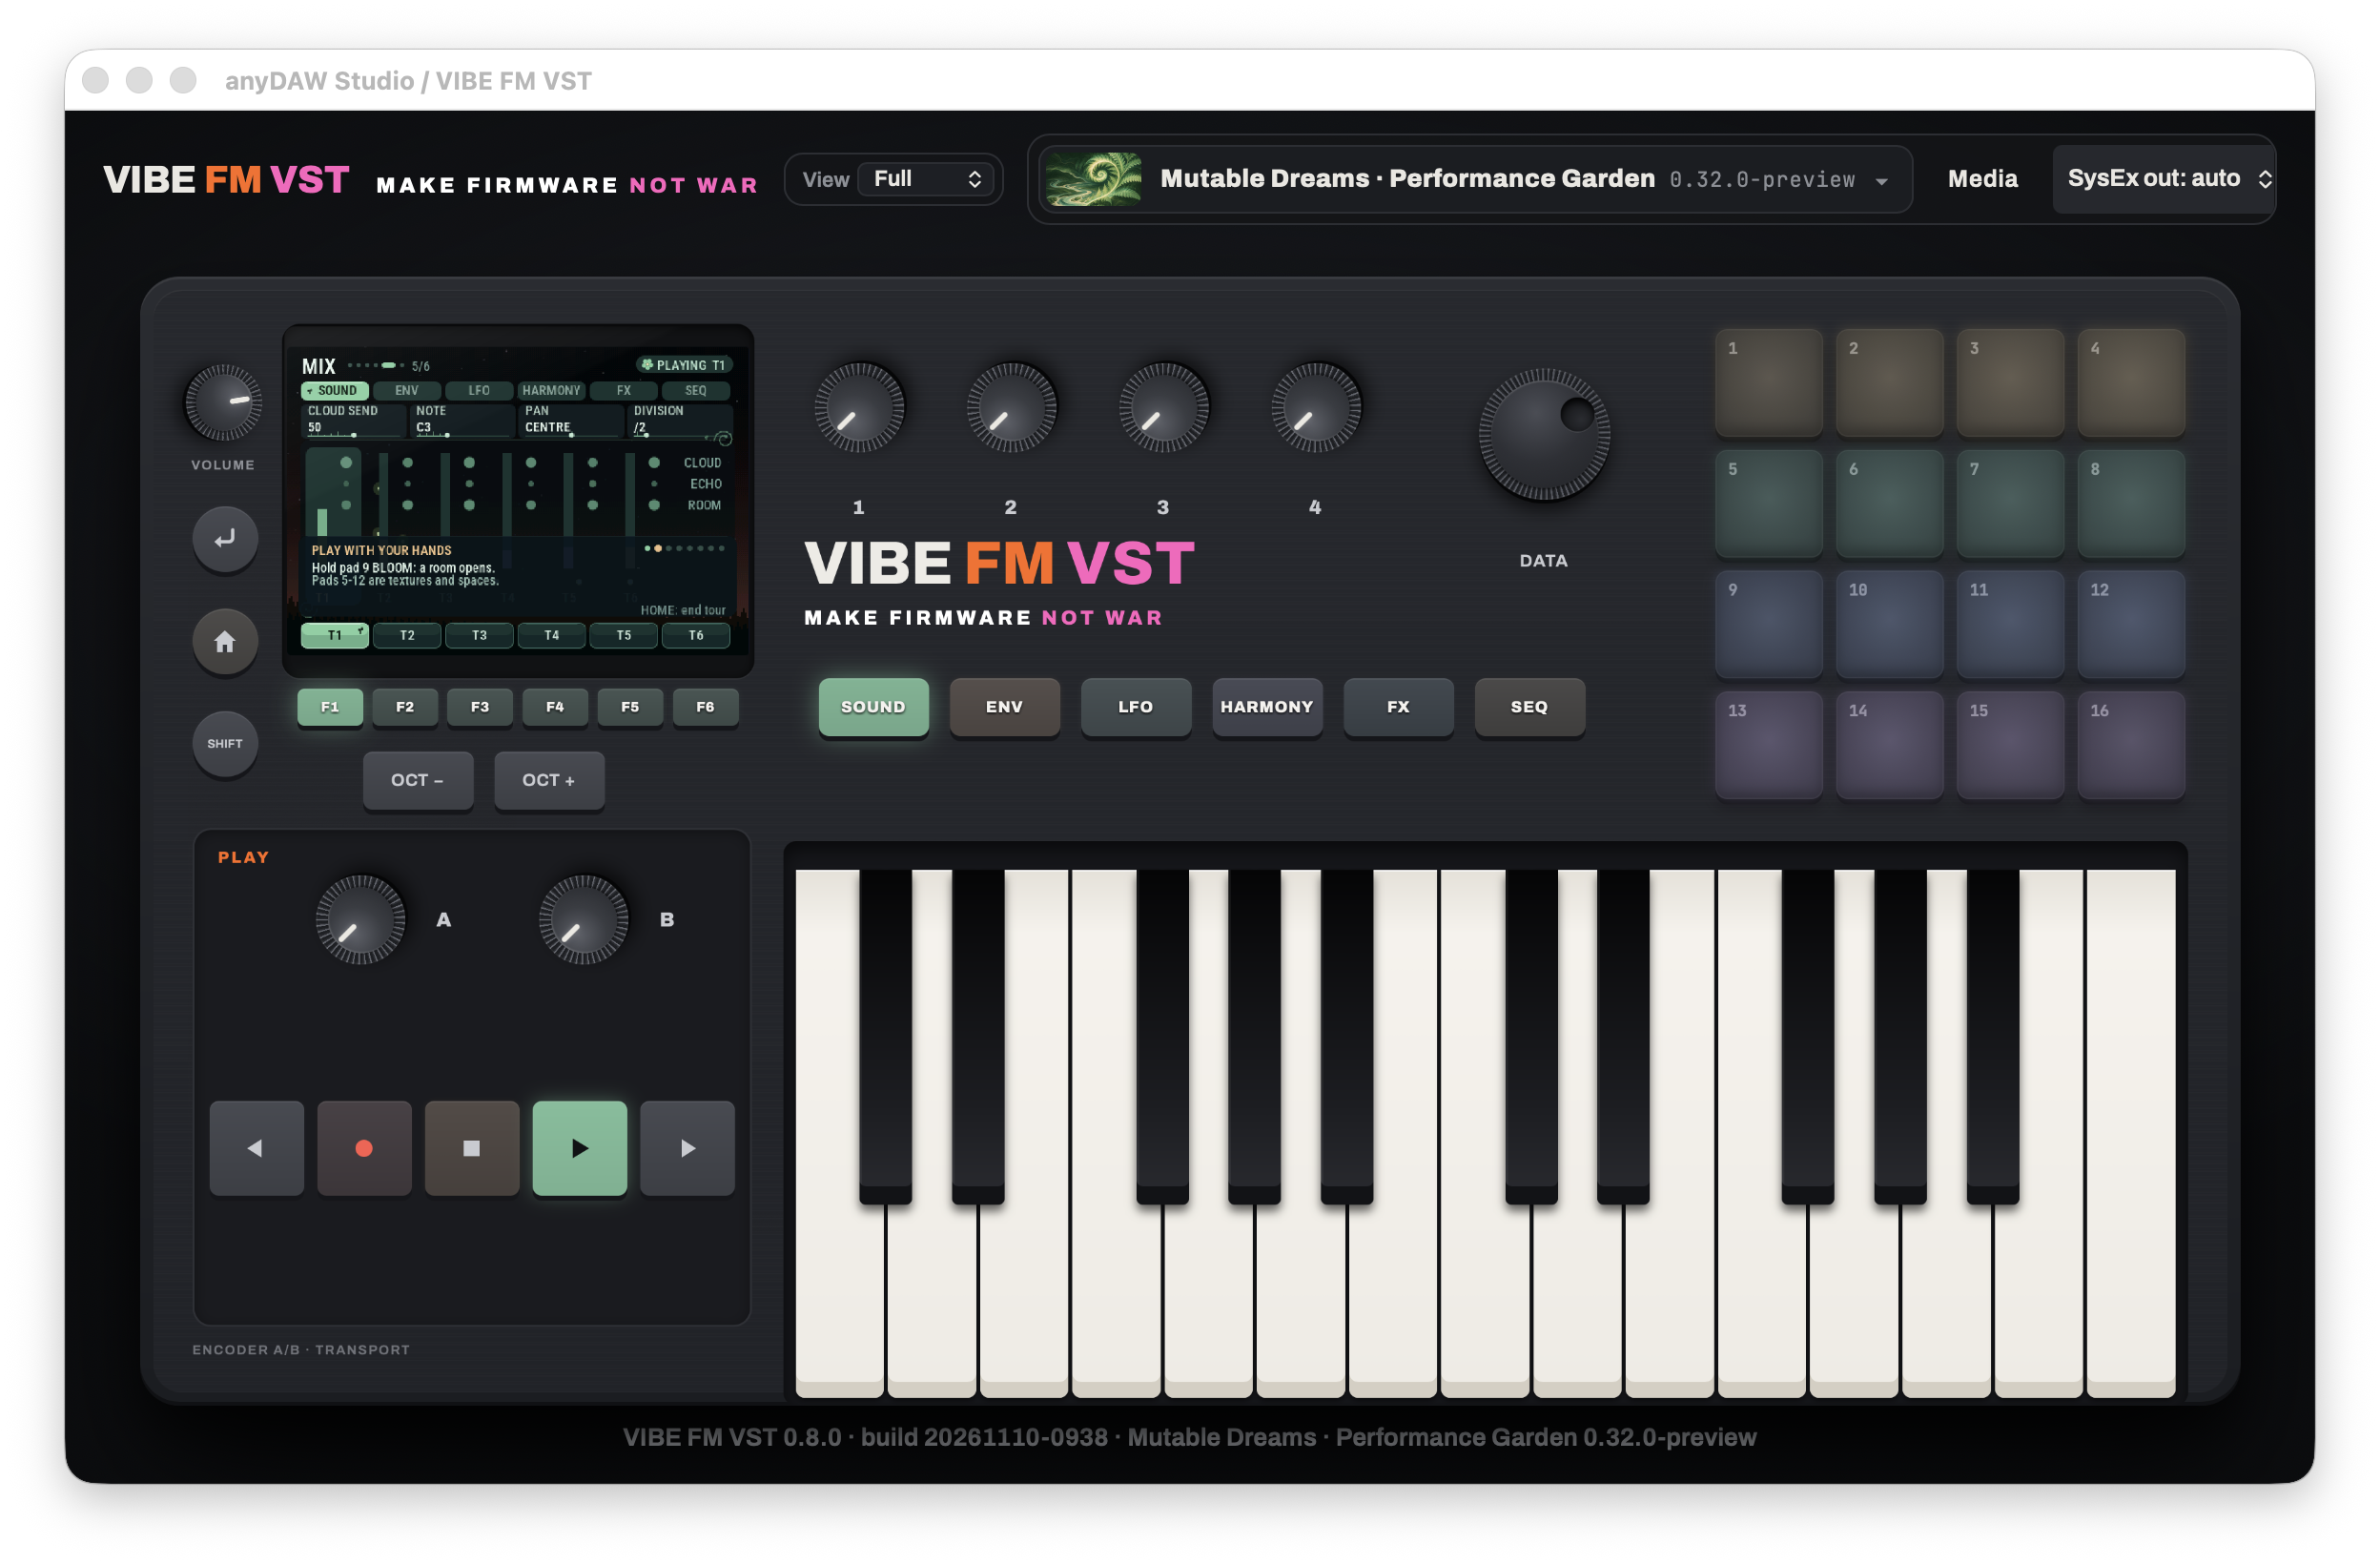 anyDAW Studio / VIBE FM VST
VIBE FM VST MAKE FIRMWARE NOT WAR
View Full
Mutable Dreams · Performance Garden 0.32.0-preview
Media
SysEx out: auto
VOLUME
MIX 5/6 PLAYING T1
SOUND ENV LFO HARMONY FX SEQ
CLOUD SEND NOTE PAN DIVISION
50 C3 CENTRE /2
CLOUD
ECHO
ROOM
PLAY WITH YOUR HANDS
Hold pad 9 BLOOM: a room opens.
Pads 5-12 are textures and spaces.
HOME: end tour
T1 T2 T3 T4 T5 T6
F1 F2 F3 F4 F5 F6
SHIFT
OCT – OCT +
1 2 3 4
VIBE FM VST
MAKE FIRMWARE NOT WAR
DATA
SOUND ENV LFO HARMONY FX SEQ
1 2 3 4
5 6 7 8
9 10 11 12
13 14 15 16
PLAY
A B
ENCODER A/B · TRANSPORT
VIBE FM VST 0.8.0 · build 20261110-0938 · Mutable Dreams · Performance Garden 0.32.0-preview